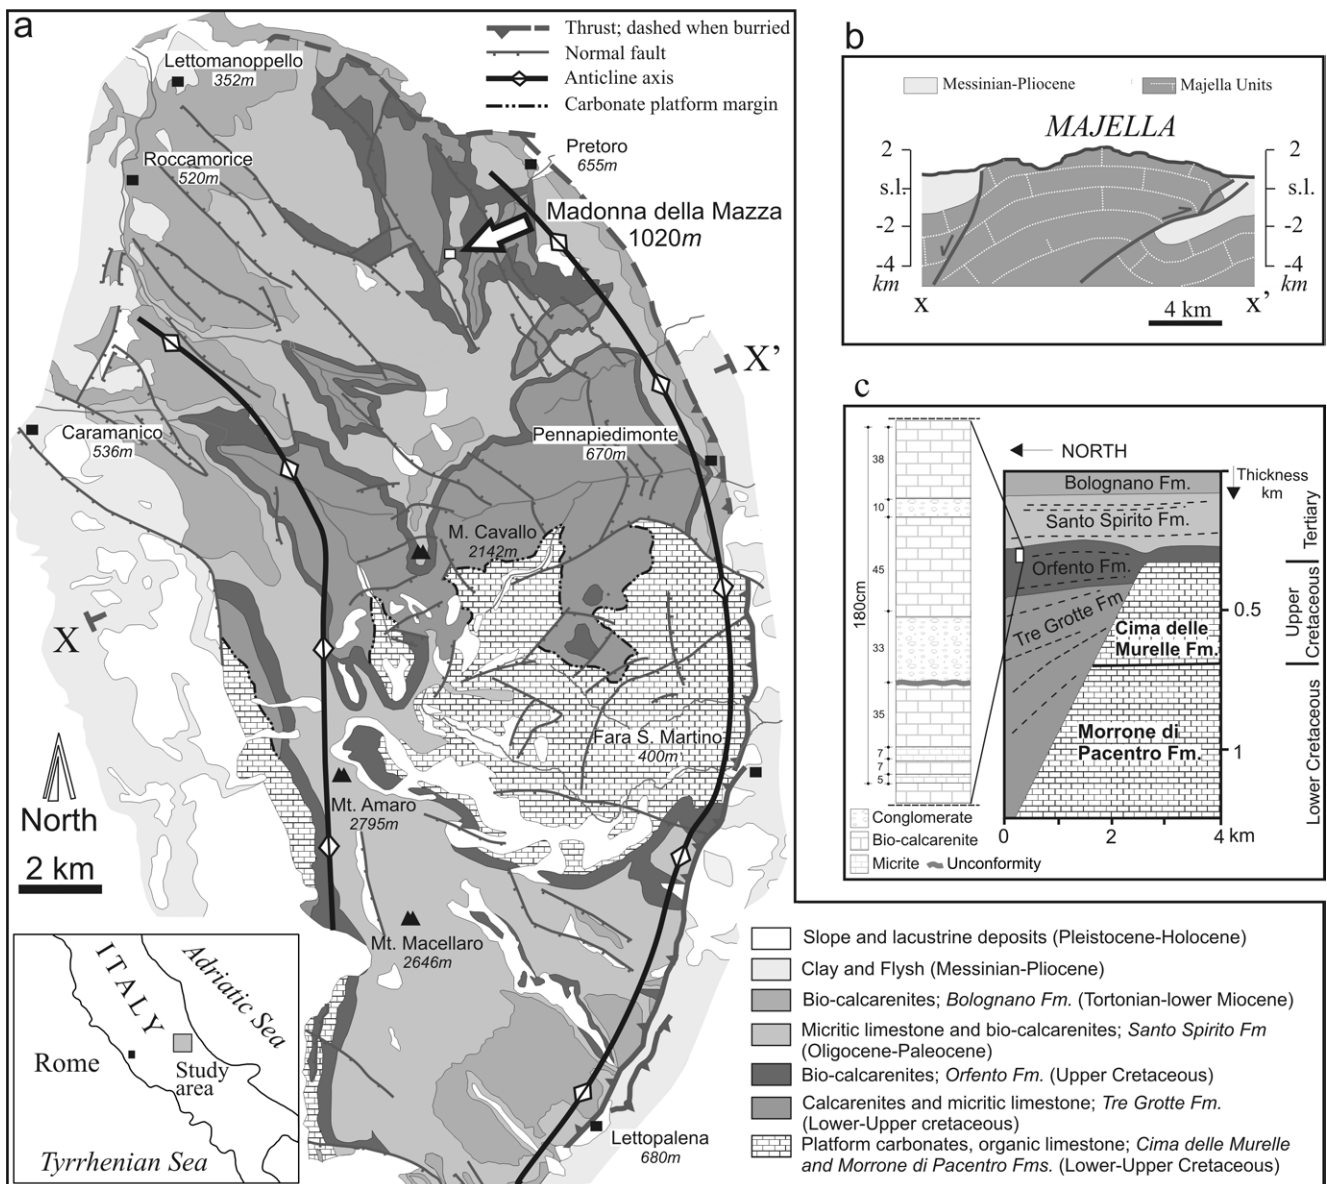 a
Thrust; dashed when burried
Normal fault
Anticline axis
Carbonate platform margin
Lettomanoppello
352m
Roccamorice
520m
Pretoro
655m
Madonna della Mazza
1020m
X'
Caramanico
536m
Pennapiedimonte
670m
M. Cavallo
2142m
X
Fara S. Martino
400m
Mt. Amaro
2795m
North
2 km
Mt. Macellaro
2646m
Lettopalena
680m
ITALY
Adriatic Sea
Rome
Study
area
Tyrrhenian Sea
b
Messinian-Pliocene
Majella Units
MAJELLA
2
s.l.
-2
-4
km
2
s.l.
-2
-4
km
X
X'
4 km
c
38
10
45
180cm
33
35
7
7
5
Conglomerate
Bio-calcarenite
Micrite
Unconformity
NORTH
Thickness
km
Bolognano Fm.
Santo Spirito Fm.
Orfento Fm.
Tre Grotte Fm
Cima delle
Murelle Fm.
Morrone di
Pacentro Fm.
0.5
1
0
2
4 km
Tertiary
Upper
Cretaceous
Lower Cretaceous
Slope and lacustrine deposits (Pleistocene-Holocene)
Clay and Flysh (Messinian-Pliocene)
Bio-calcarenites; Bolognano Fm. (Tortonian-lower Miocene)
Micritic limestone and bio-calcarenites; Santo Spirito Fm
(Oligocene-Paleocene)
Bio-calcarenites; Orfento Fm. (Upper Cretaceous)
Calcarenites and micritic limestone; Tre Grotte Fm.
(Lower-Upper cretaceous)
Platform carbonates, organic limestone; Cima delle Murelle
and Morrone di Pacentro Fms. (Lower-Upper Cretaceous)